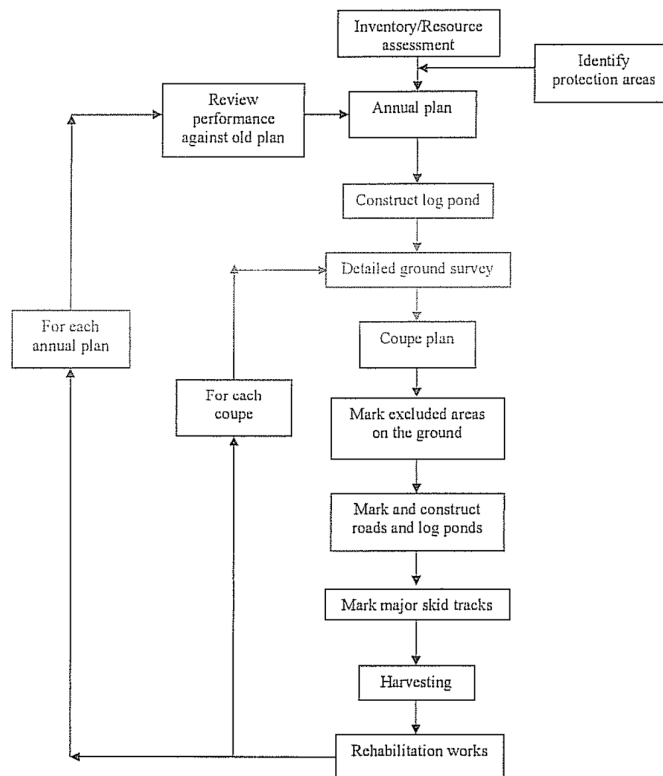 Inventory/Resource
assessment
Identify
protection areas
Review
performance
against old plan
Annual plan
Construct log pond
Detailed ground survey
For each
annual plan
Coupe plan
For each
coupe
Mark excluded areas
on the ground
Mark and construct
roads and log ponds
Mark major skid tracks
Harvesting
Rehabilitation works